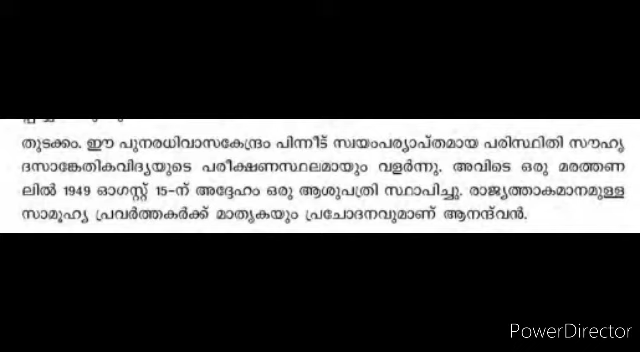 തുടക്കം. ഈ പുനരധിവാസകേന്ദ്രം പിന്നീട് സ്വയംപര്യാപ്തമായ പരിസ്ഥിതി സൗഹൃ
ദസാങ്കേതികവിദ്യയുടെ പരീക്ഷണസ്ഥലമായും വളർന്നു. അവിടെ ഒരു മരത്തണ
ലിൽ 1949 ഓഗസ്റ്റ് 15-ന് അദ്ദേഹം ഒരു ആശുപത്രി സ്ഥാപിച്ചു. രാജ്യത്താകമാനമുള്ള
സാമൂഹ്യ പ്രവർത്തകർക്ക് മാതൃകയും പ്രചോദനവുമാണ് ആനന്ദ്‌വൻ.
PowerDirector